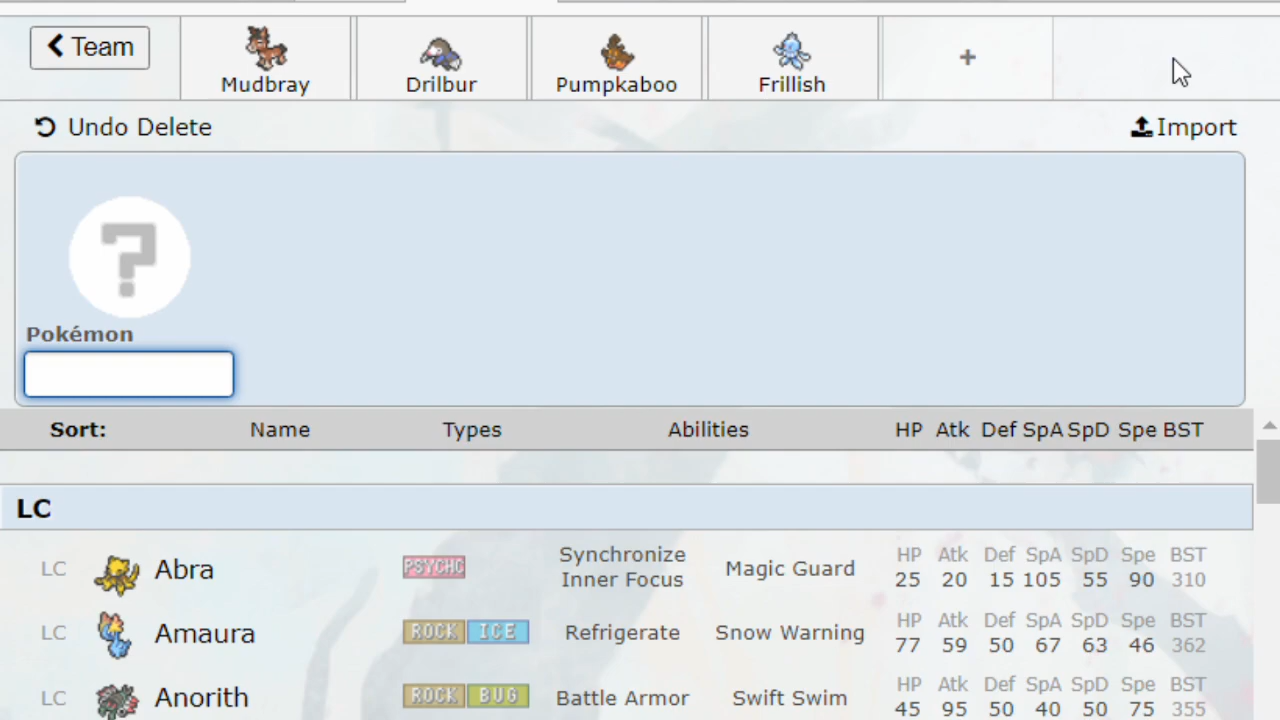 Team
Mudbray
Drilbur
Pumpkaboo
Frillish
+
Undo Delete
Import
?
Pokémon
Sort: Name Types Abilities HP Atk Def SpA SpD Spe BST
LC
LC Abra PSYCHC Synchronize Inner Focus Magic Guard HP Atk Def SpA SpD Spe BST
25 20 15 105 55 90 310
LC Amaura ROCK ICE Refrigerate Snow Warning HP Atk Def SpA SpD Spe BST
77 59 50 67 63 46 362
LC Anorith ROCK BUG Battle Armor Swift Swim HP Atk Def SpA SpD Spe BST
45 95 50 40 50 75 355